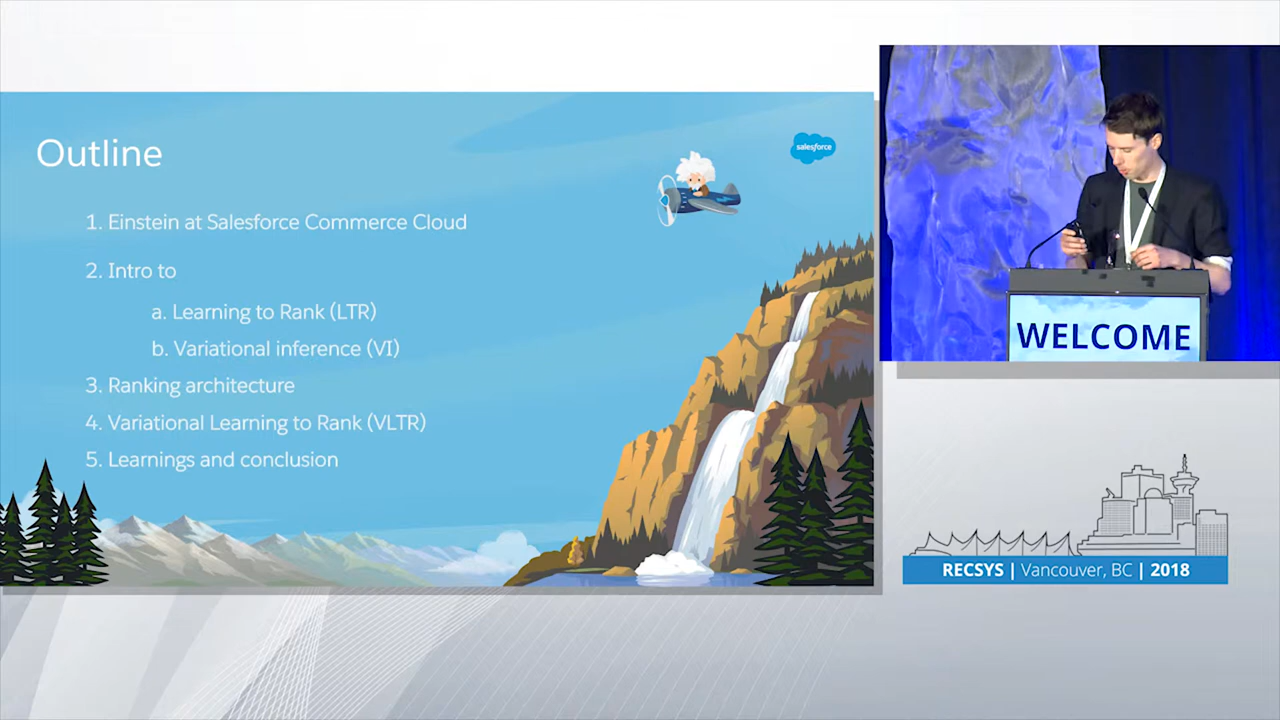 Outline
salesforce
1. Einstein at Salesforce Commerce Cloud
2. Intro to
a. Learning to Rank (LTR)
b. Variational inference (VI)
3. Ranking architecture
4. Variational Learning to Rank (VLTR)
5. Learnings and conclusion
WELCOME
RECSYS | Vancouver, BC | 2018